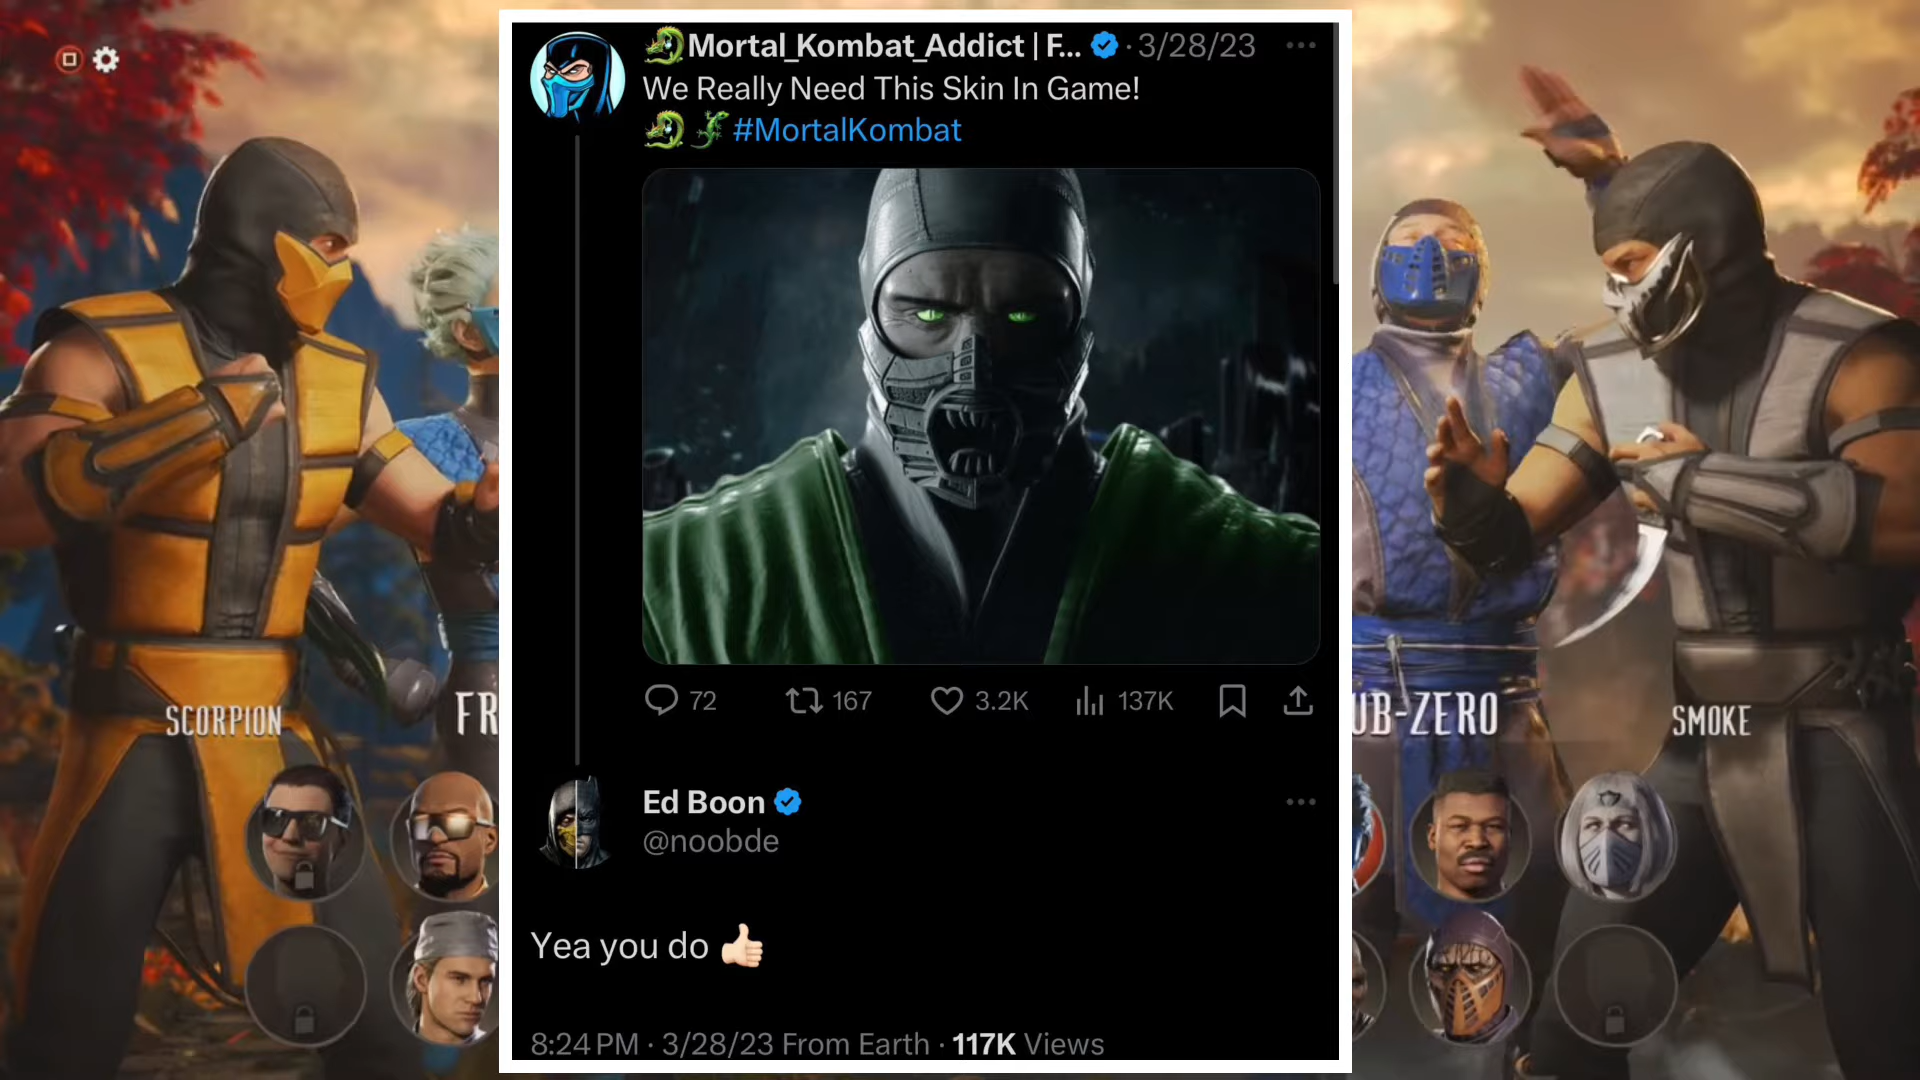 🐉Mortal_Kombat_Addict | F... · 3/28/23
We Really Need This Skin In Game!
🐉🦎#MortalKombat
72 167 3.2K 137K
SCORPION
FR
UB-ZERO
SMOKE
Ed Boon
@noobde
Yea you do 👍🏻
8:24 PM · 3/28/23 From Earth · 117K Views